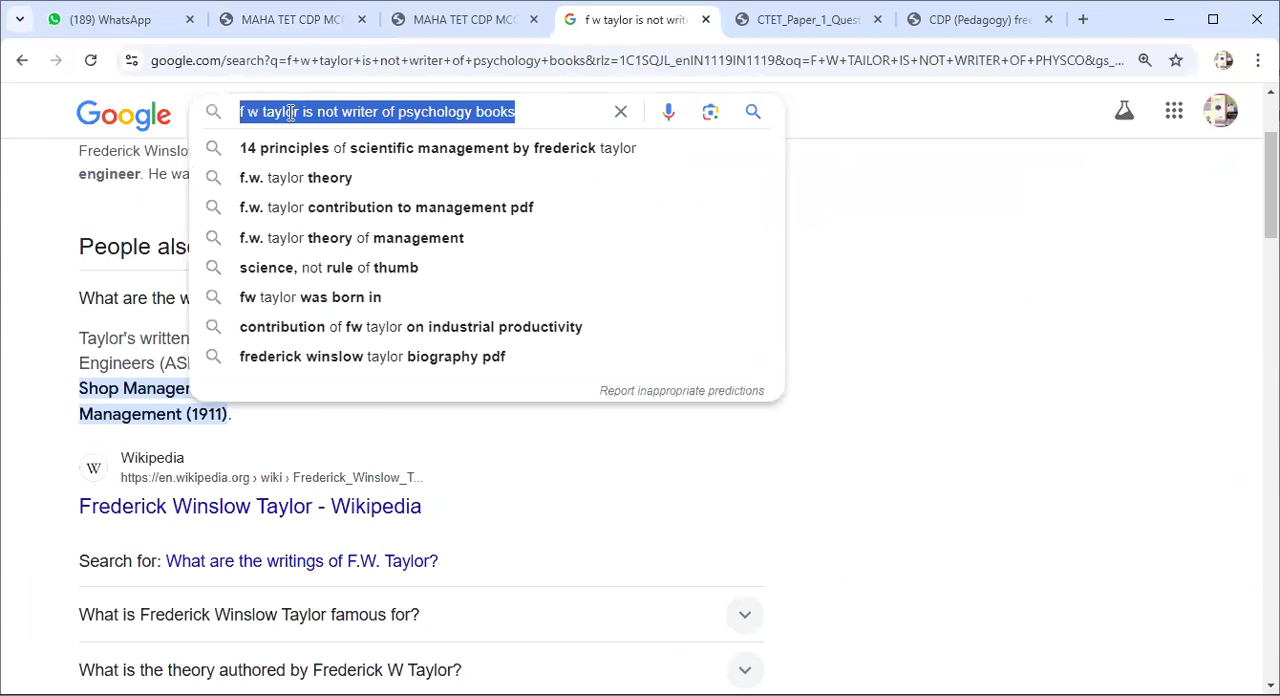 (189) WhatsApp
MAHA TET CDP MC
MAHA TET CDP MC
f w taylor is not writ
CTET_Paper_1_Quest
CDP (Pedagogy) free
google.com/search?q=f+w+taylor+is+not+writer+of+psychology+books&rlz=1C1SQJL_enIN1119IN1119&oq=F+W+TAILOR+IS+NOT+WRITER+OF+PHYSCO&gs_...
Google
f w taylor is not writer of psychology books
Frederick Winslo
engineer. He wa
14 principles of scientific management by frederick taylor
f.w. taylor theory
f.w. taylor contribution to management pdf
f.w. taylor theory of management
science, not rule of thumb
fw taylor was born in
contribution of fw taylor on industrial productivity
frederick winslow taylor biography pdf
Report inappropriate predictions
People als
What are the w
Taylor's written
Engineers (AS
Shop Manager
Management (1911).
Wikipedia
https://en.wikipedia.org › wiki › Frederick_Winslow_T...
Frederick Winslow Taylor - Wikipedia
Search for: What are the writings of F.W. Taylor?
What is Frederick Winslow Taylor famous for?
What is the theory authored by Frederick W Taylor?